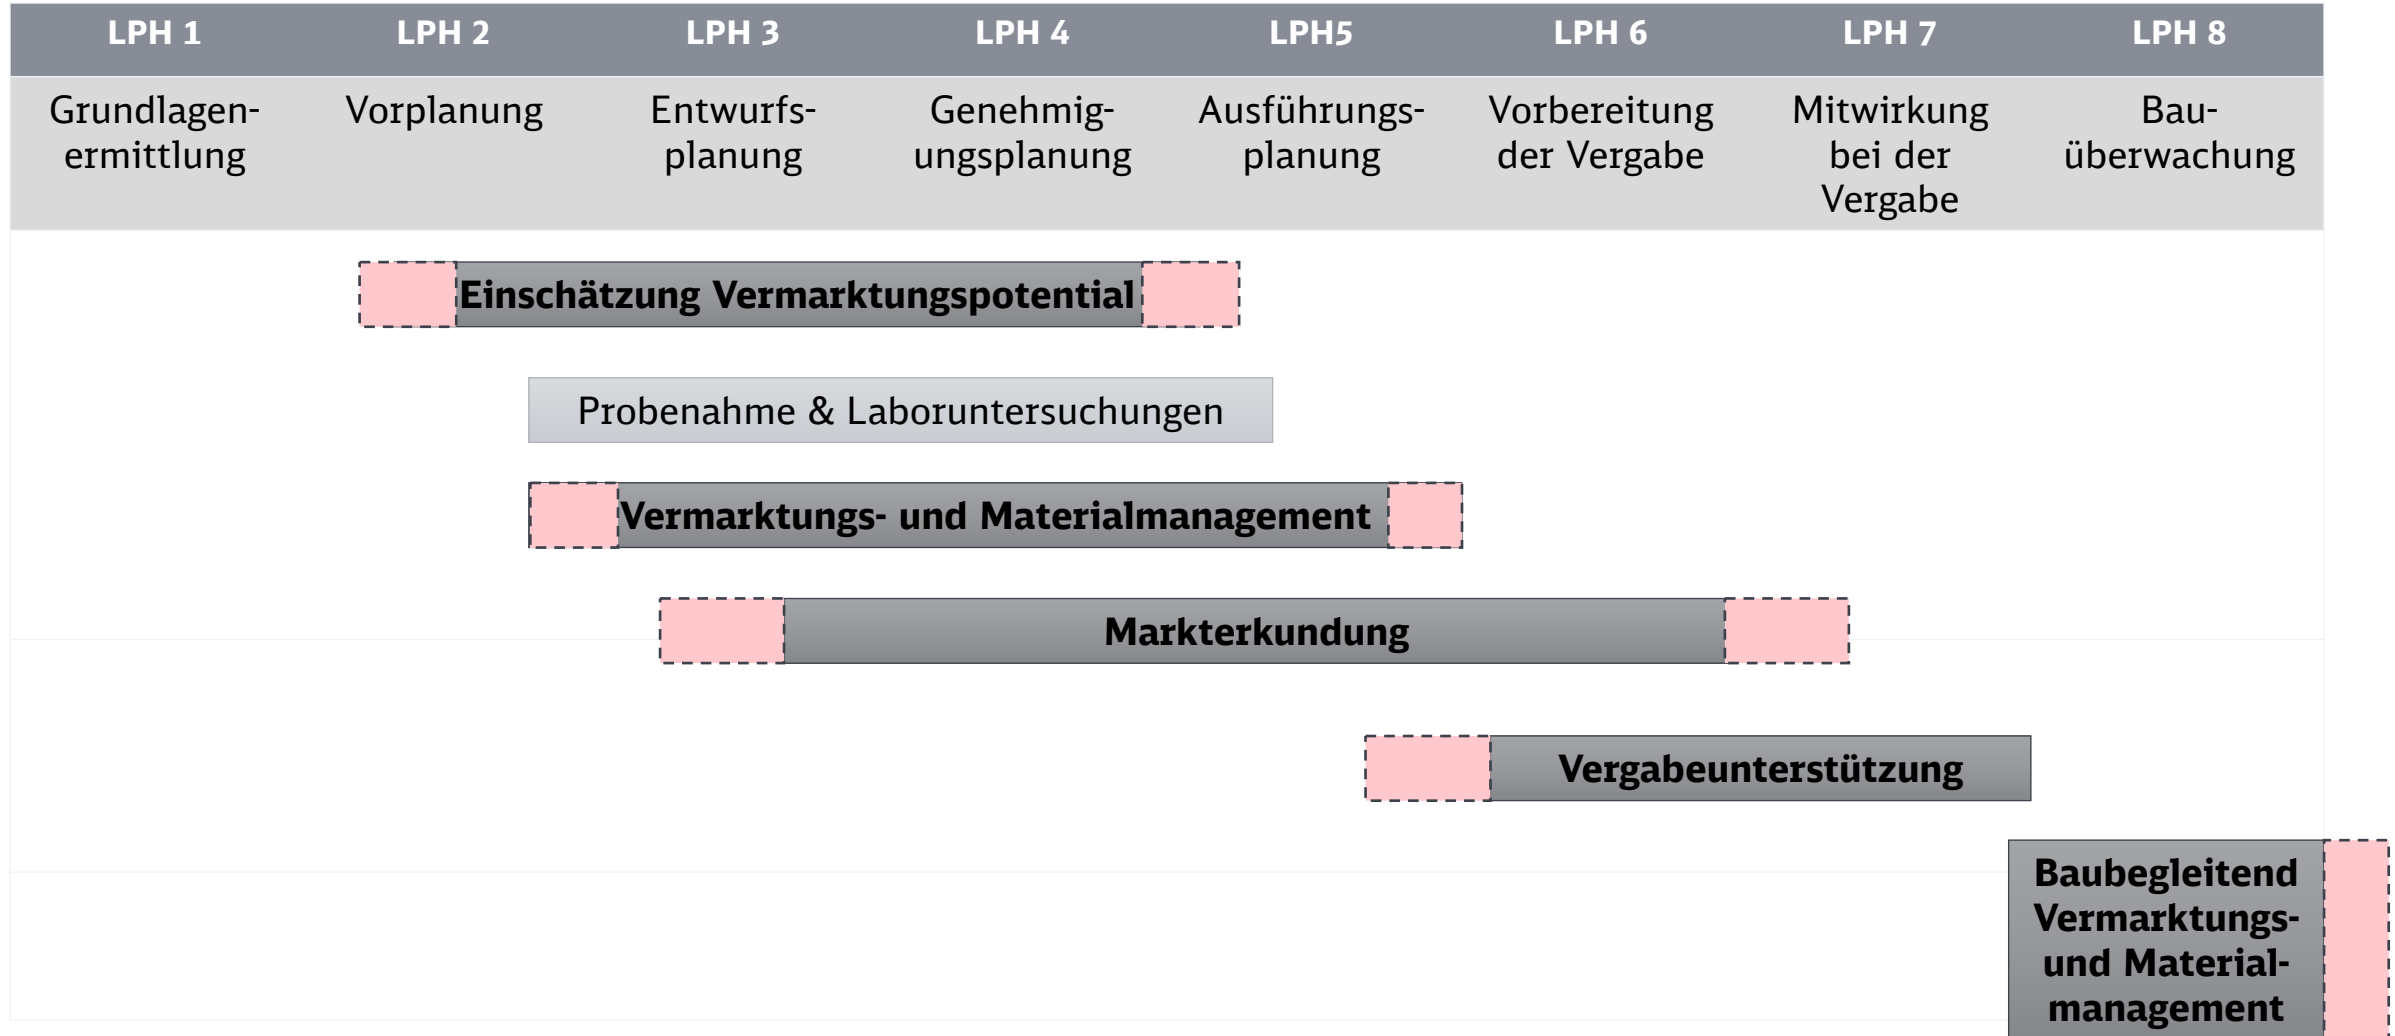 LPH 1 LPH 2 LPH 3 LPH 4 LPH5 LPH 6 LPH 7 LPH 8
Grundlagen- Vorplanung Entwurfs- Genehmig- Ausführungs- Vorbereitung Mitwirkung Bau-
ermittlung planung ungsplanung planung der Vergabe bei der überwachung
Vergabe
Einschätzung Vermarktungspotential
Probenahme & Laboruntersuchungen
Vermarktungs- und Materialmanagement
Markterkundung
Vergabeunterstützung
Baubegleitend
Vermarktungs-
und Material-
management